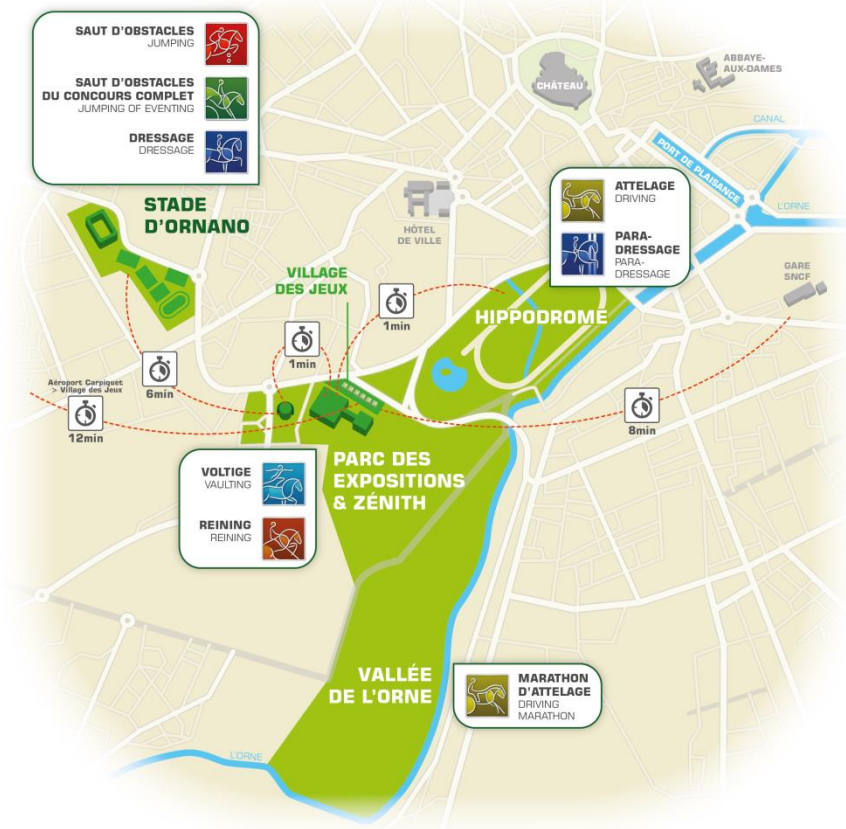 SAUT D'OBSTACLES
JUMPING
SAUT D'OBSTACLES
DU CONCOURS COMPLET
JUMPING OF EVENTING
DRESSAGE
DRESSAGE
STADE
D'ORNANO
CHÂTEAU
ABBAYE-
AUX-DAMES
CANAL
PORT DE PLAISANCE
L'ORNE
HÔTEL
DE VILLE
ATTELAGE
DRIVING
PARA-
DRESSAGE
PARA-
DRESSAGE
GARE
SNCF
VILLAGE
DES JEUX
HIPPODROME
1min
1min
Aéroport Carpiquet
> Village des Jeux
6min
12min
8min
PARC DES
EXPOSITIONS
& ZÉNITH
VOLTIGE
VAULTING
REINING
REINING
VALLÉE
DE L'ORNE
MARATHON
D'ATTELAGE
DRIVING
MARATHON
L'ORNE